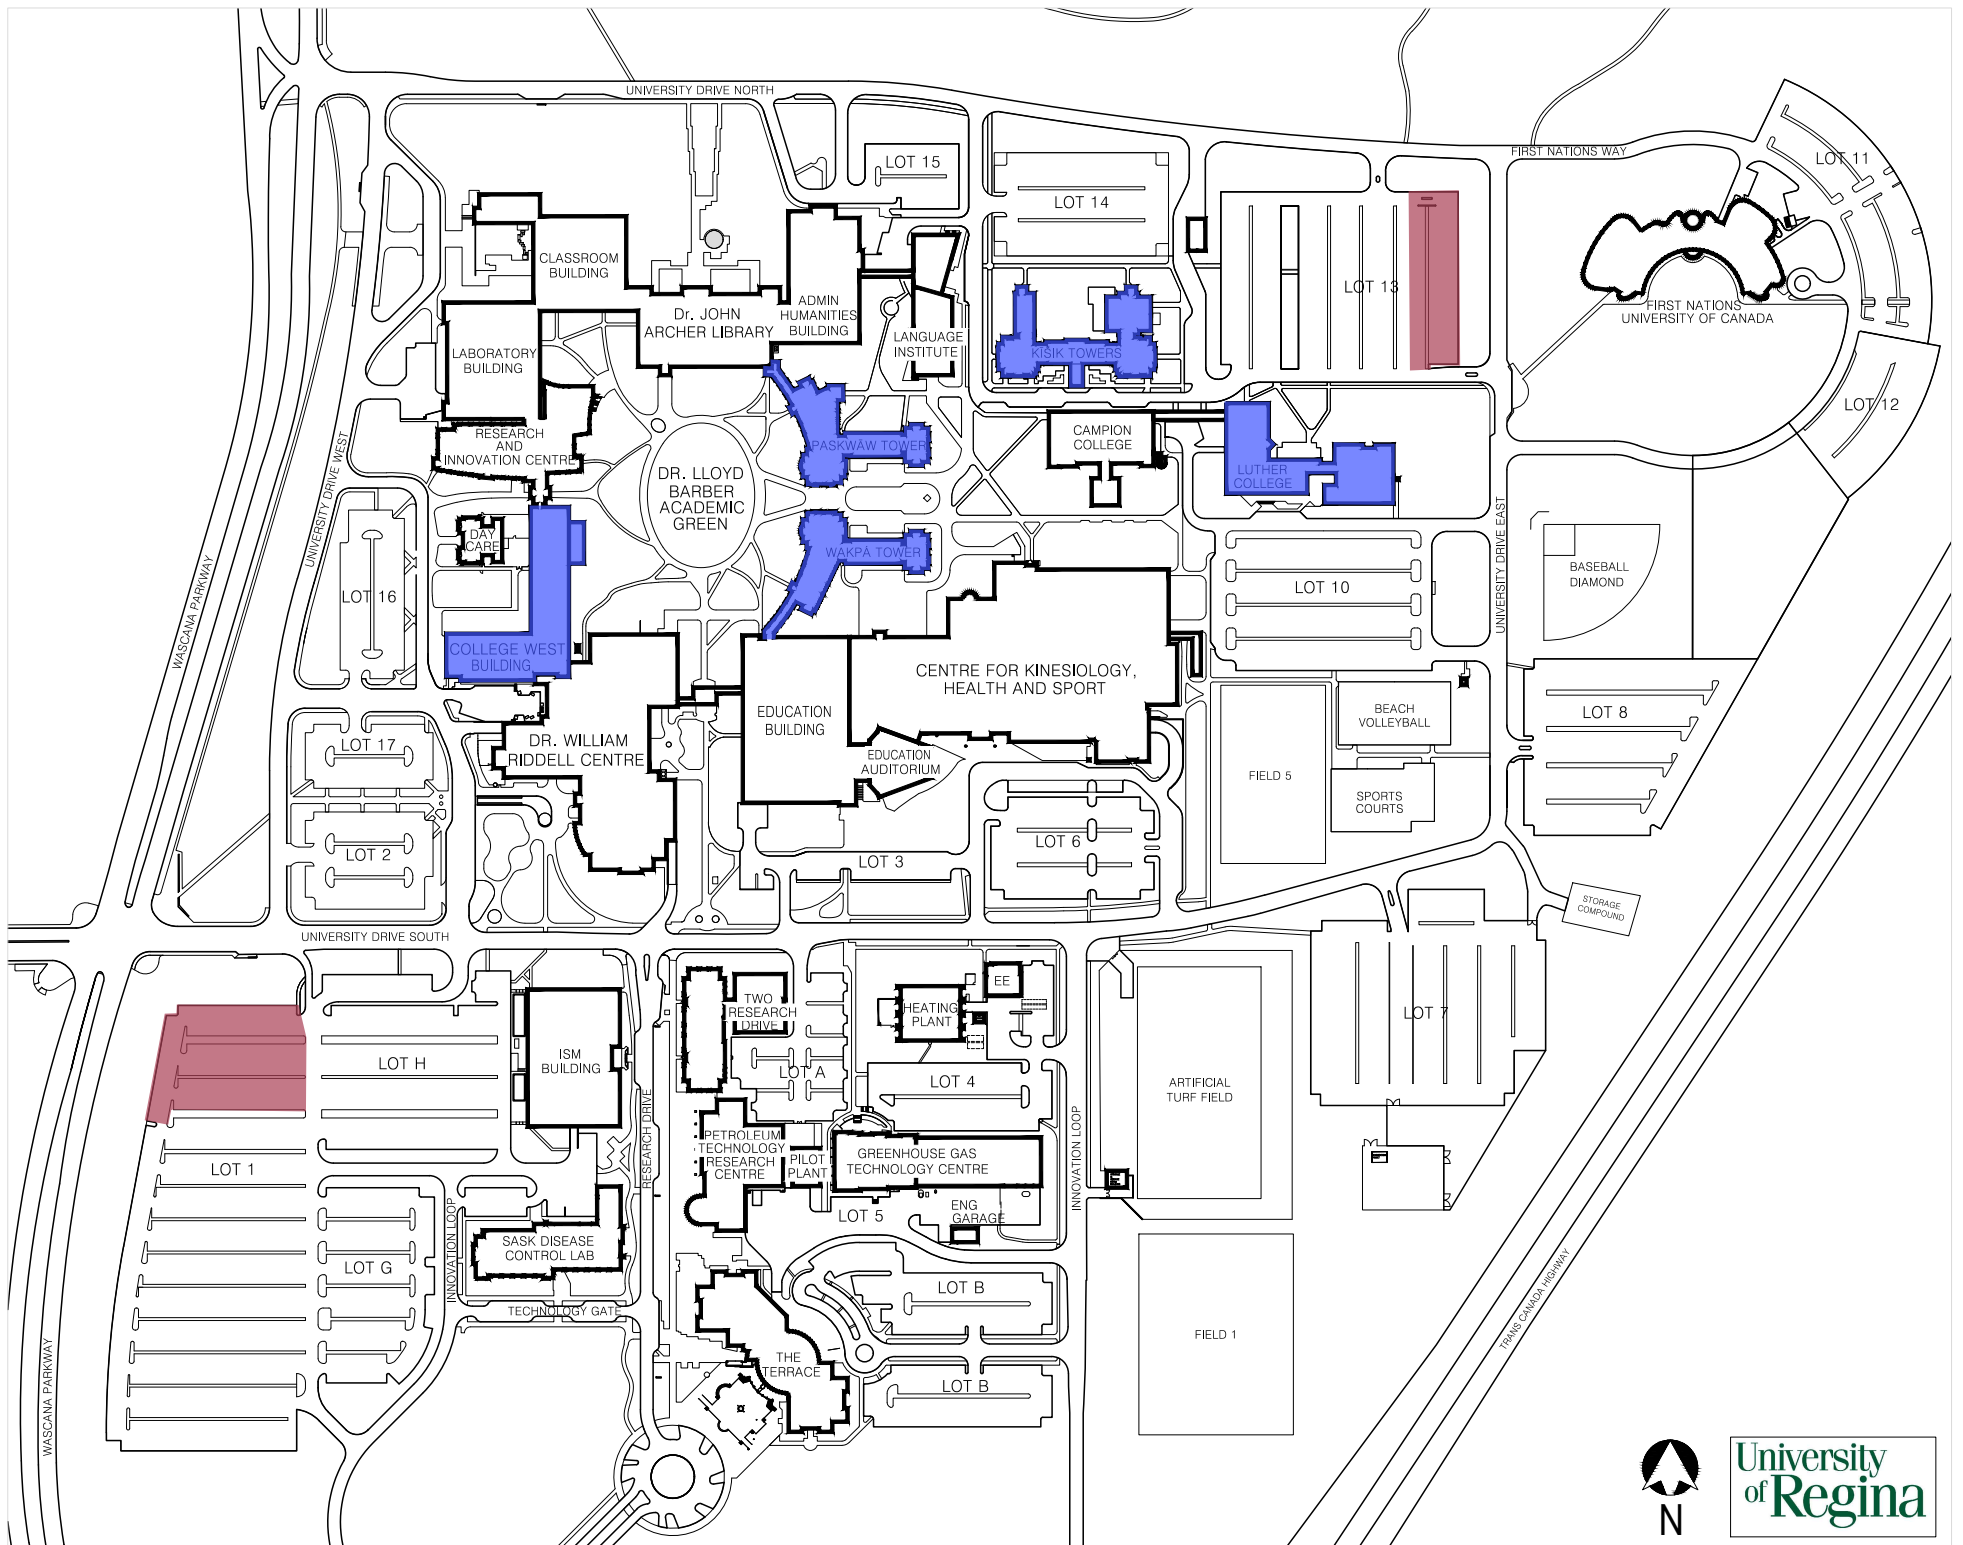 UNIVERSITY DRIVE NORTH
FIRST NATIONS WAY
LOT 15
LOT 11
LOT 14
CLASSROOM
BUILDING
LOT 13
ADMIN
HUMANITIES
BUILDING
Dr. JOHN
ARCHER LIBRARY
FIRST NATIONS
UNIVERSITY OF CANADA
LANGUAGE
INSTITUTE
KĪSIK TOWERS
LABORATORY
BUILDING
LOT 12
RESEARCH
AND
INNOVATION CENTRE
PASKWĀW TOWER
CAMPION
COLLEGE
LUTHER
COLLEGE
DR. LLOYD
BARBER
ACADEMIC
GREEN
UNIVERSITY DRIVE WEST
UNIVERSITY DRIVE EAST
DAY
CARE
WAKPĀ TOWER
BASEBALL
DIAMOND
LOT 16
LOT 10
WASCANA PARKWAY
COLLEGE WEST
BUILDING
CENTRE FOR KINESIOLOGY,
HEALTH AND SPORT
EDUCATION
BUILDING
BEACH
VOLLEYBALL
LOT 8
LOT 17
DR. WILLIAM
RIDDELL CENTRE
EDUCATION
AUDITORIUM
FIELD 5
SPORTS
COURTS
LOT 2
LOT 3
LOT 6
STORAGE
COMPOUND
UNIVERSITY DRIVE SOUTH
TWO
RESEARCH
DRIVE
EE
HEATING
PLANT
LOT 7
LOT H
ISM
BUILDING
LOT A
LOT 4
ARTIFICIAL
TURF FIELD
RESEARCH DRIVE
INNOVATION LOOP
PETROLEUM
TECHNOLOGY
RESEARCH
CENTRE
PILOT
PLANT
GREENHOUSE GAS
TECHNOLOGY CENTRE
LOT 1
LOT 5
ENG
GARAGE
INNOVATION LOOP
SASK DISEASE
CONTROL LAB
LOT G
LOT B
TECHNOLOGY GATE
TRANS CANADA HIGHWAY
FIELD 1
THE
TERRACE
LOT B
WASCANA PARKWAY
N
University
of Regina